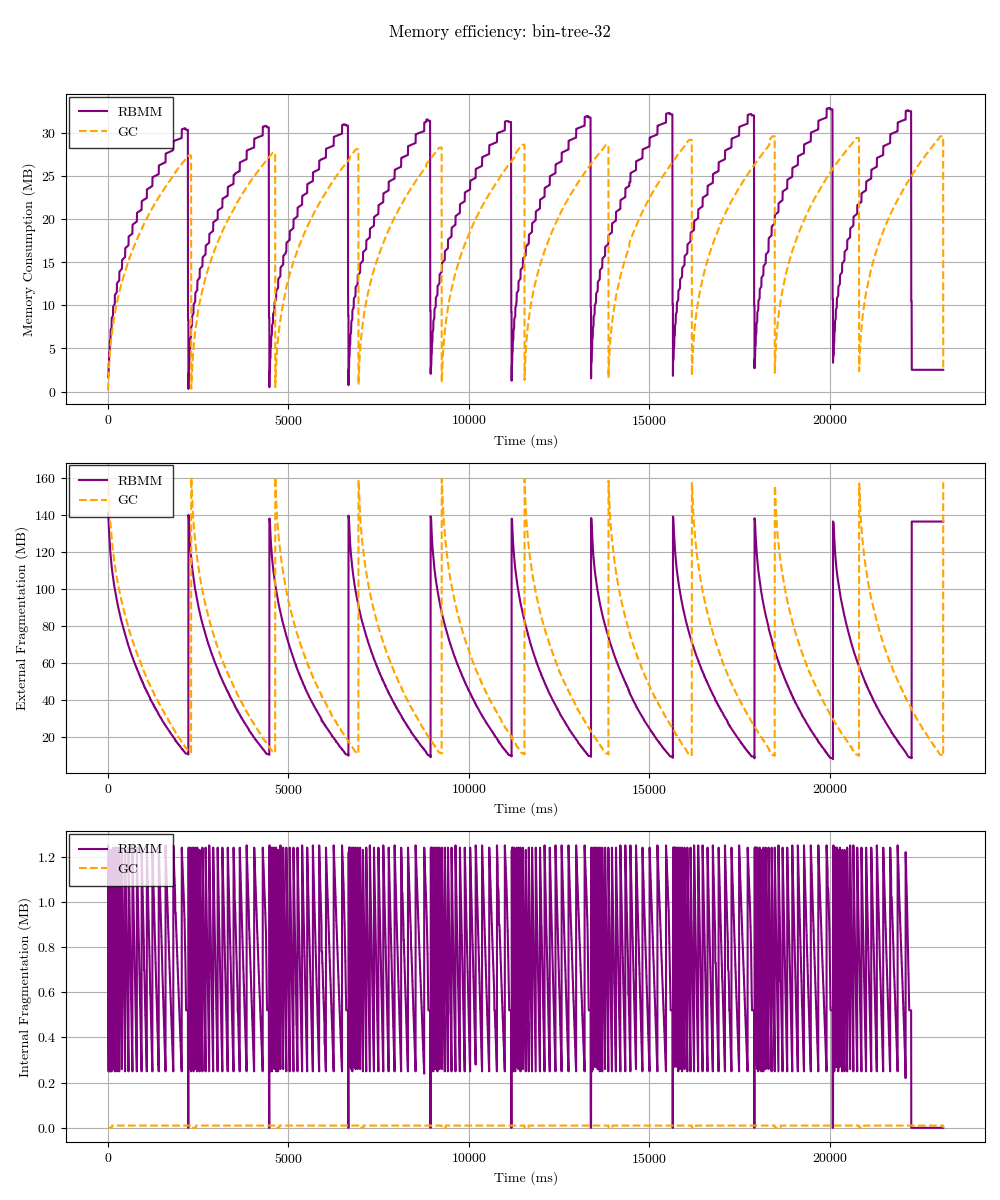 Memory efficiency: bin-tree-32
RBMM
GC
Memory Consumption (MB)
30
25
20
15
10
5
0
0 5000 10000 15000 20000
Time (ms)
RBMM
GC
External Fragmentation (MB)
160
140
120
100
80
60
40
20
0 5000 10000 15000 20000
Time (ms)
RBMM
GC
Internal Fragmentation (MB)
1.2
1.0
0.8
0.6
0.4
0.2
0.0
0 5000 10000 15000 20000
Time (ms)